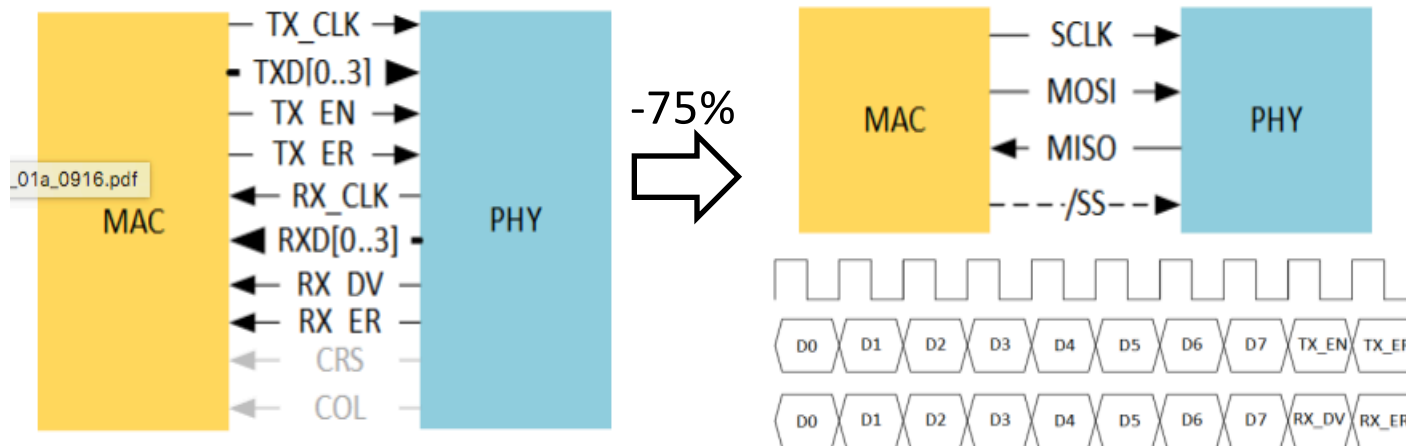 TX_CLK
TXD[0..3]
TX EN
TX ER
_01a_0916.pdf
RX_CLK
MAC
PHY
RXD[0..3]
RX DV
RX ER
CRS
COL
-75%
SCLK
MOSI
MAC
PHY
MISO
/SS
D0 D1 D2 D3 D4 D5 D6 D7 TX_EN TX_ER
D0 D1 D2 D3 D4 D5 D6 D7 RX_DV RX_ER